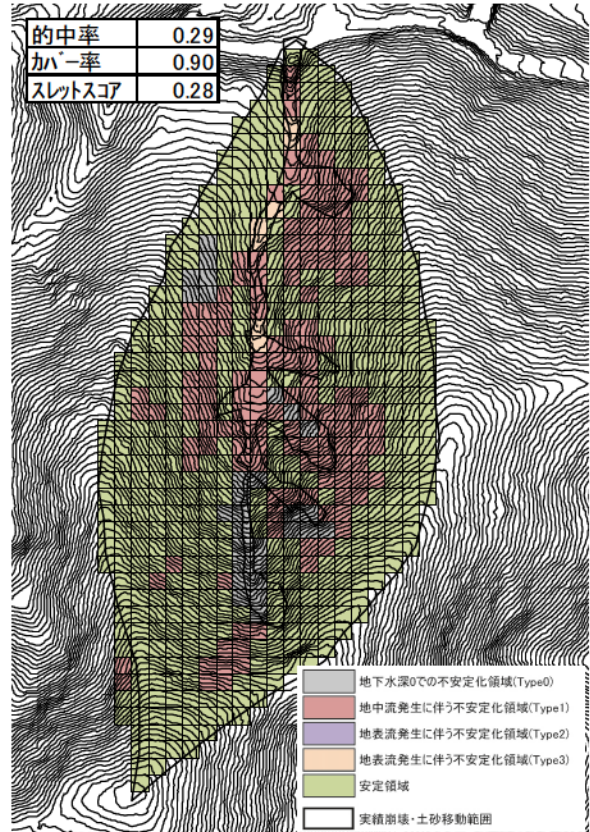 的中率 0.29
カバー率 0.90
スレットスコア 0.28
地下水深0での不安定化領域(Type0)
地中流発生に伴う不安定化領域(Type1)
地表流発生に伴う不安定化領域(Type2)
地表流発生に伴う不安定化領域(Type3)
安定領域
実績崩壊・土砂移動範囲